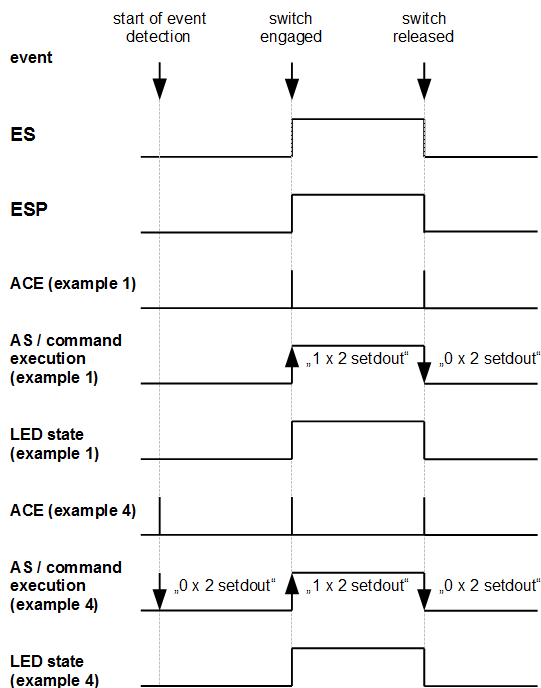 start of event
detection
switch
engaged
switch
released
event
ES
ESP
ACE (example 1)
AS / command
execution
(example 1)
„1 x 2 setdout“
„0 x 2 setdout“
LED state
(example 1)
ACE (example 4)
AS / command
execution
(example 4)
„0 x 2 setdout“
„1 x 2 setdout“
„0 x 2 setdout“
LED state
(example 4)